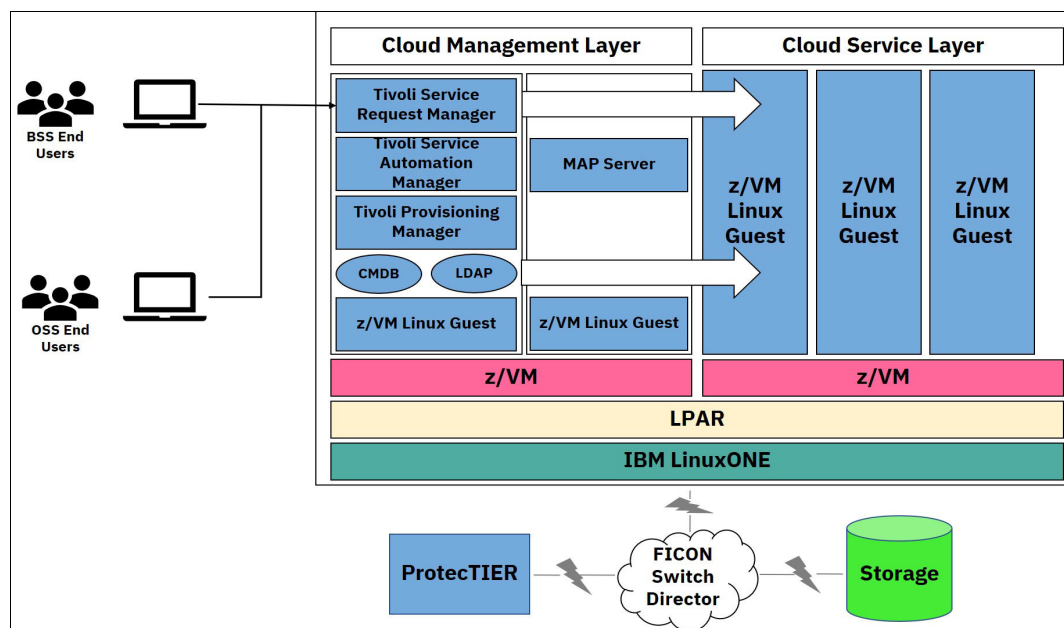 Cloud Management Layer
Cloud Service Layer
BSS End
Users
OSS End
Users
Tivoli Service
Request Manager
Tivoli Service
Automation
Manager
Tivoli Provisioning
Manager
CMDB
LDAP
z/VM Linux Guest
MAP Server
z/VM Linux Guest
z/VM
Linux
Guest
z/VM
Linux
Guest
z/VM
Linux
Guest
z/VM
z/VM
LPAR
IBM LinuxONE
ProtecTIER
FICON
Switch
Director
Storage